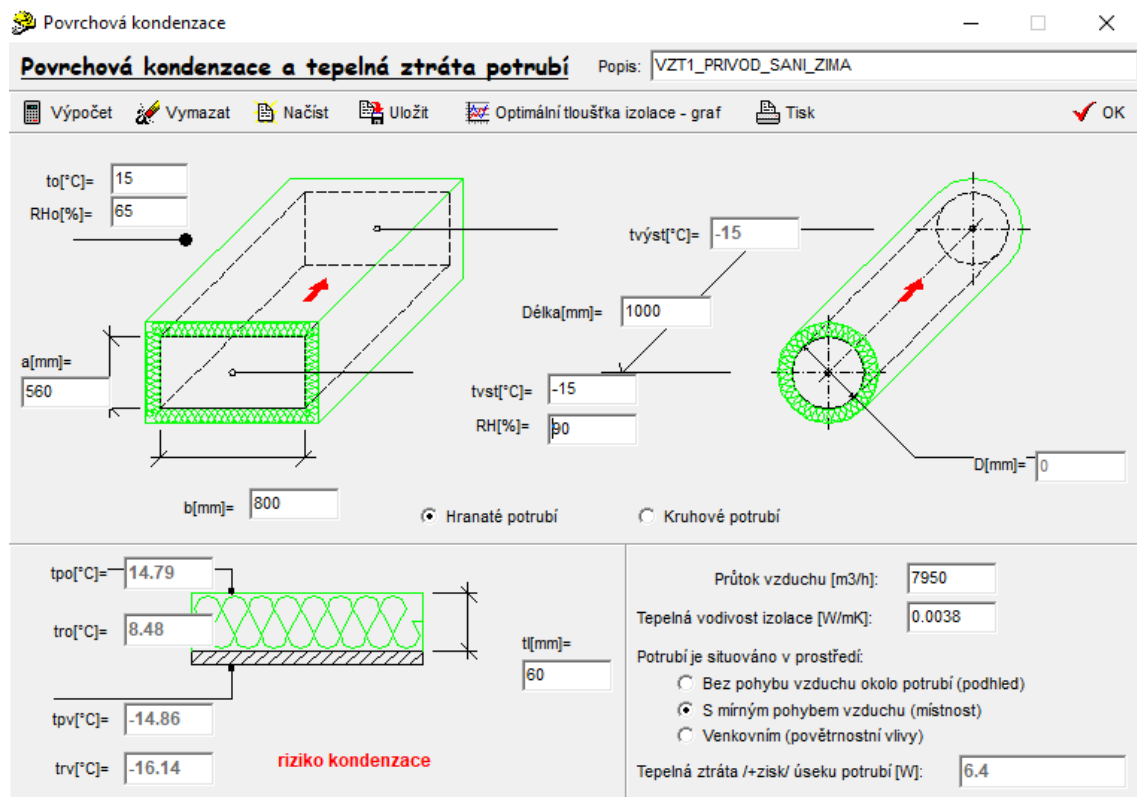 Povrchová kondenzace
Povrchová kondenzace a tepelná ztráta potrubí Popis: VZT1_PRIVOD_SANI_ZIMA
Výpočet Vymazat Načíst Uložit Optimální tloušťka izolace - graf Tisk OK
to[°C]= 15
RHo[%]= 65
tvýst[°C]= -15
Délka[mm]= 1000
a[mm]=
560
tvst[°C]= -15
RH[%]= 90
D[mm]= 0
b[mm]= 800
Hranaté potrubí Kruhové potrubí
tpo[°C]= 14.79
tro[°C]= 8.48
tl[mm]=
60
tpv[°C]= -14.86
trv[°C]= -16.14
riziko kondenzace
Průtok vzduchu [m3/h]: 7950
Tepelná vodivost izolace [W/mK]: 0.0038
Potrubí je situováno v prostředí:
Bez pohybu vzduchu okolo potrubí (podhled)
S mírným pohybem vzduchu (místnost)
Venkovním (povětrnostní vlivy)
Tepelná ztráta /+zisk/ úseku potrubí [W]: 6.4